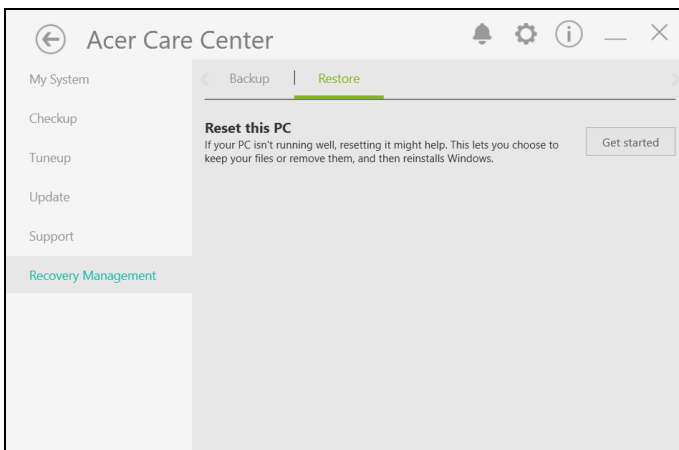 Acer Care Center
My System
Checkup
Tuneup
Update
Support
Recovery Management
Backup | Restore
Reset this PC
If your PC isn't running well, resetting it might help. This lets you choose to
keep your files or remove them, and then reinstalls Windows.
Get started